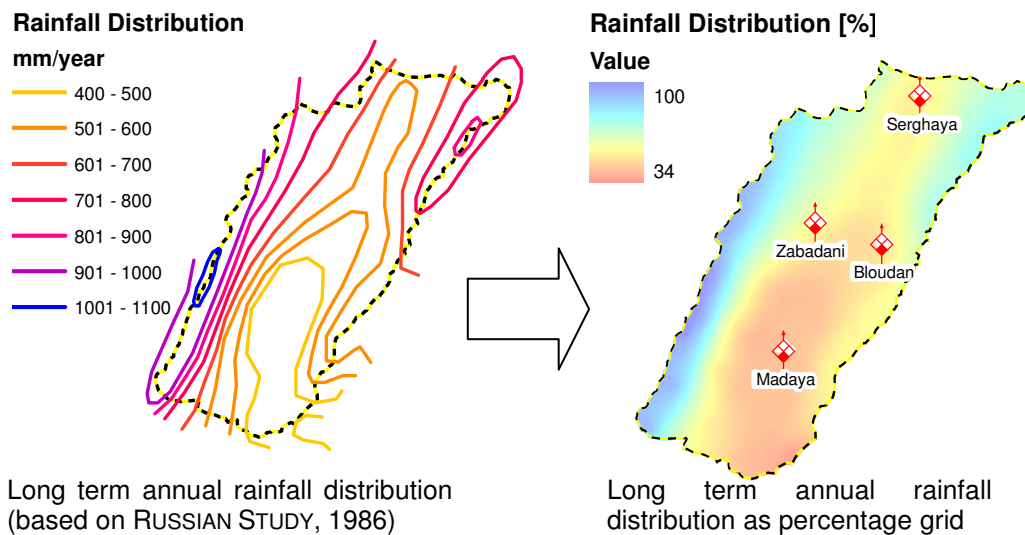 Rainfall Distribution
mm/year
400 - 500
501 - 600
601 - 700
701 - 800
801 - 900
901 - 1000
1001 - 1100
Long term annual rainfall distribution
(based on RUSSIAN STUDY, 1986)
Rainfall Distribution [%]
Value
100
34
Serghaya
Zabadani
Bloudan
Madaya
Long term annual rainfall
distribution as percentage grid